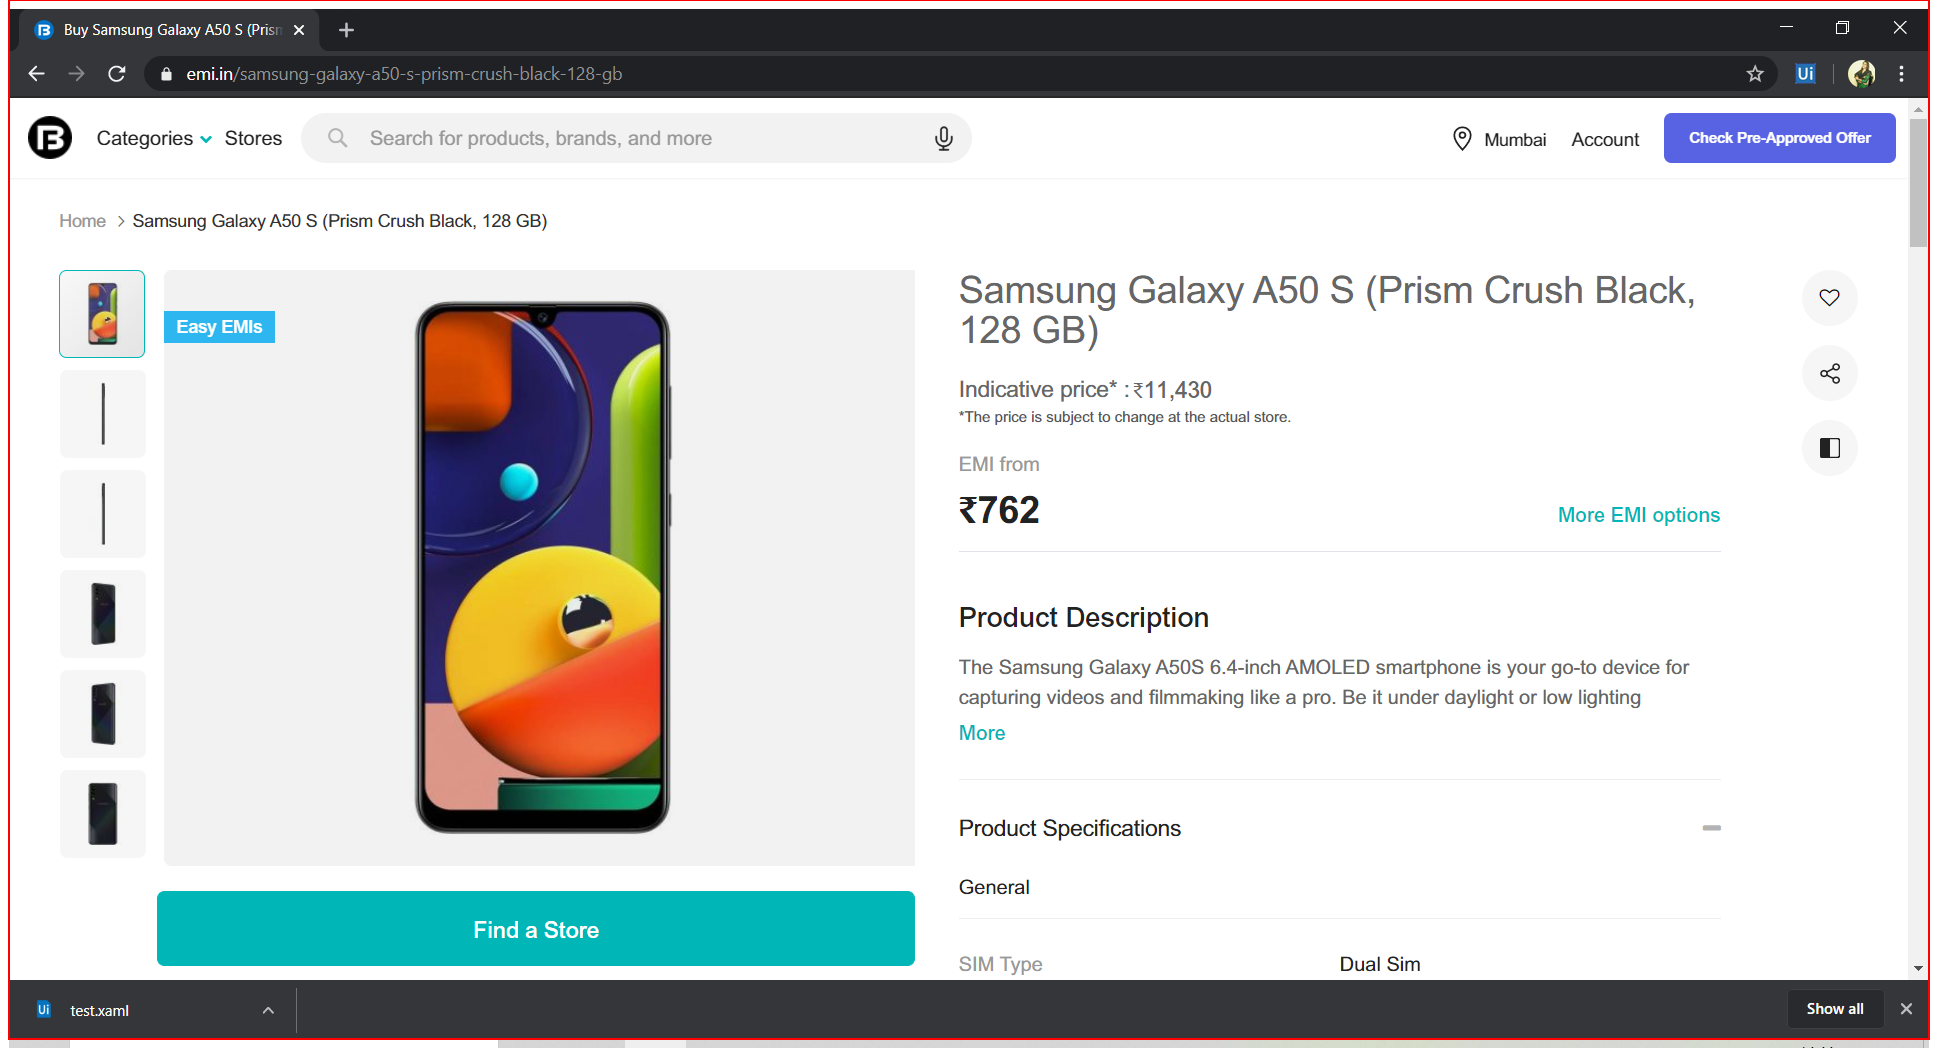 Buy Samsung Galaxy A50 S (Prism
emi.in/samsung-galaxy-a50-s-prism-crush-black-128-gb
Ui
B
Categories
Stores
Search for products, brands, and more
Mumbai
Account
Check Pre-Approved Offer
Home > Samsung Galaxy A50 S (Prism Crush Black, 128 GB)
Easy EMIs
Samsung Galaxy A50 S (Prism Crush Black,
128 GB)
Indicative price* :₹11,430
*The price is subject to change at the actual store.
EMI from
₹762
More EMI options
Product Description
The Samsung Galaxy A50S 6.4-inch AMOLED smartphone is your go-to device for
capturing videos and filmmaking like a pro. Be it under daylight or low lighting
More
Product Specifications
General
Find a Store
SIM Type
Dual Sim
Ui
test.xaml
Show all